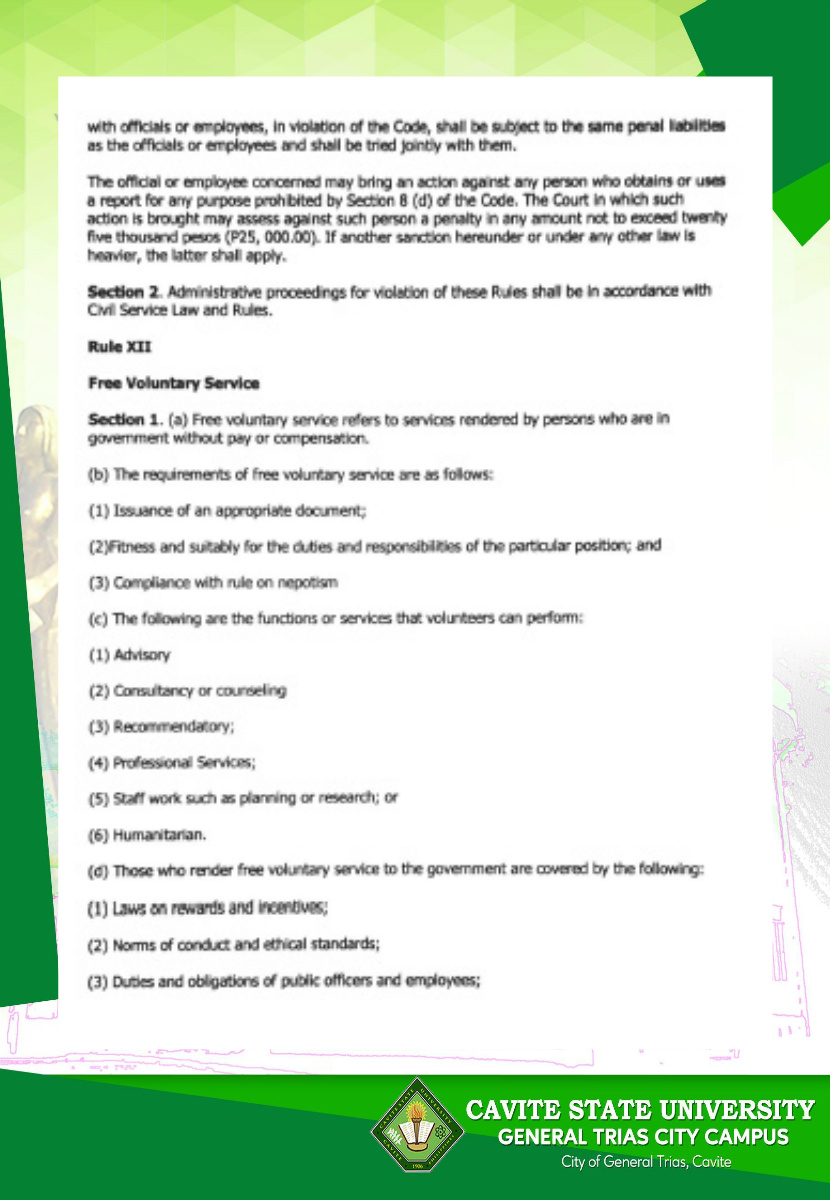 with officials or employees, in violation of the Code, shall be subject to the same penal liabilities
as the officials or employees and shall be tried jointly with them.
The official or employee concerned may bring an action against any person who obtains or uses
a report for any purpose prohibited by Section 8 (d) of the Code. The Court in which such
action is brought may assess against such person a penalty in any amount not to exceed twenty
five thousand pesos (P25, 000.00). If another sanction hereunder or under any other law is
heavier, the latter shall apply.
Section 2. Administrative proceedings for violation of these Rules shall be in accordance with
Civil Service Law and Rules.
Rule XII
Free Voluntary Service
Section 1. (a) Free voluntary service refers to services rendered by persons who are in
government without pay or compensation.
(b) The requirements of free voluntary service are as follows:
(1) Issuance of an appropriate document;
(2)Fitness and suitably for the duties and responsibilities of the particular position; and
(3) Compliance with rule on nepotism
(c) The following are the functions or services that volunteers can perform:
(1) Advisory
(2) Consultancy or counseling
(3) Recommendatory;
(4) Professional Services;
(5) Staff work such as planning or research; or
(6) Humanitarian.
(d) Those who render free voluntary service to the government are covered by the following:
(1) Laws on rewards and incentives;
(2) Norms of conduct and ethical standards;
(3) Duties and obligations of public officers and employees;
CAVITE STATE UNIVERSITY
GENERAL TRIAS CITY CAMPUS
City of General Trias, Cavite
1906